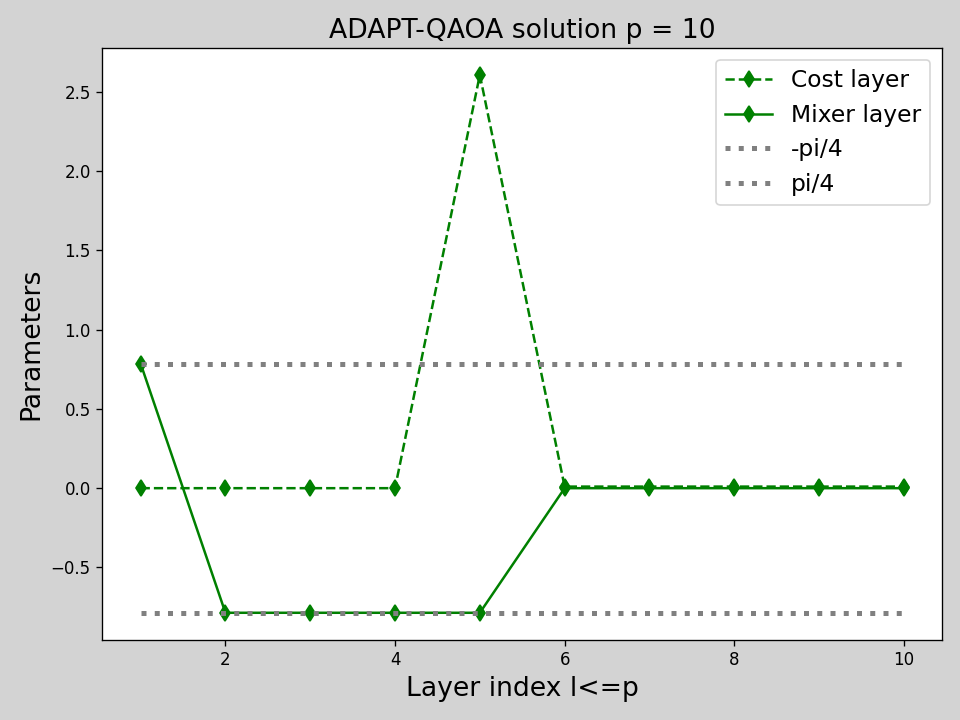 ADAPT-QAOA solution p = 10
Cost layer
Mixer layer
-pi/4
pi/4
2.5
2.0
1.5
1.0
0.5
0.0
−0.5
Parameters
2 4 6 8 10
Layer index l<=p